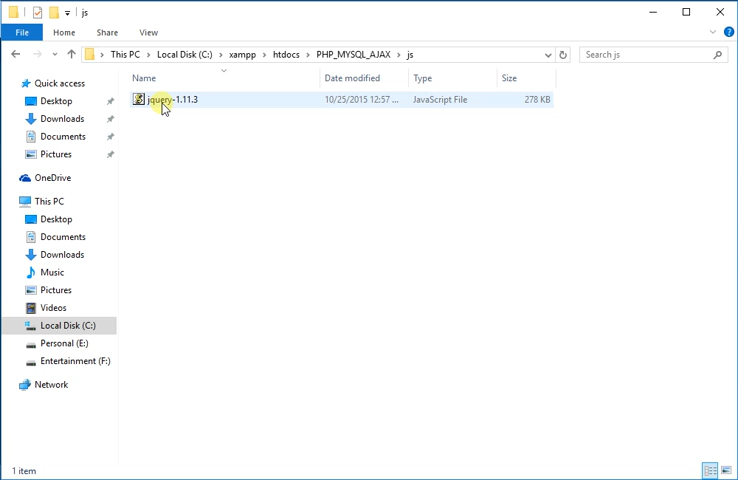 js
File Home Share View
This PC Local Disk (C:) xampp htdocs PHP_MYSQL_AJAX js Search js
Name Date modified Type Size
Quick access
jquery-1.11.3 10/25/2015 12:57 ... JavaScript File 278 KB
Desktop
Downloads
Documents
Pictures
OneDrive
This PC
Desktop
Documents
Downloads
Music
Pictures
Videos
Local Disk (C:)
Personal (E:)
Entertainment (F:)
Network
1 item